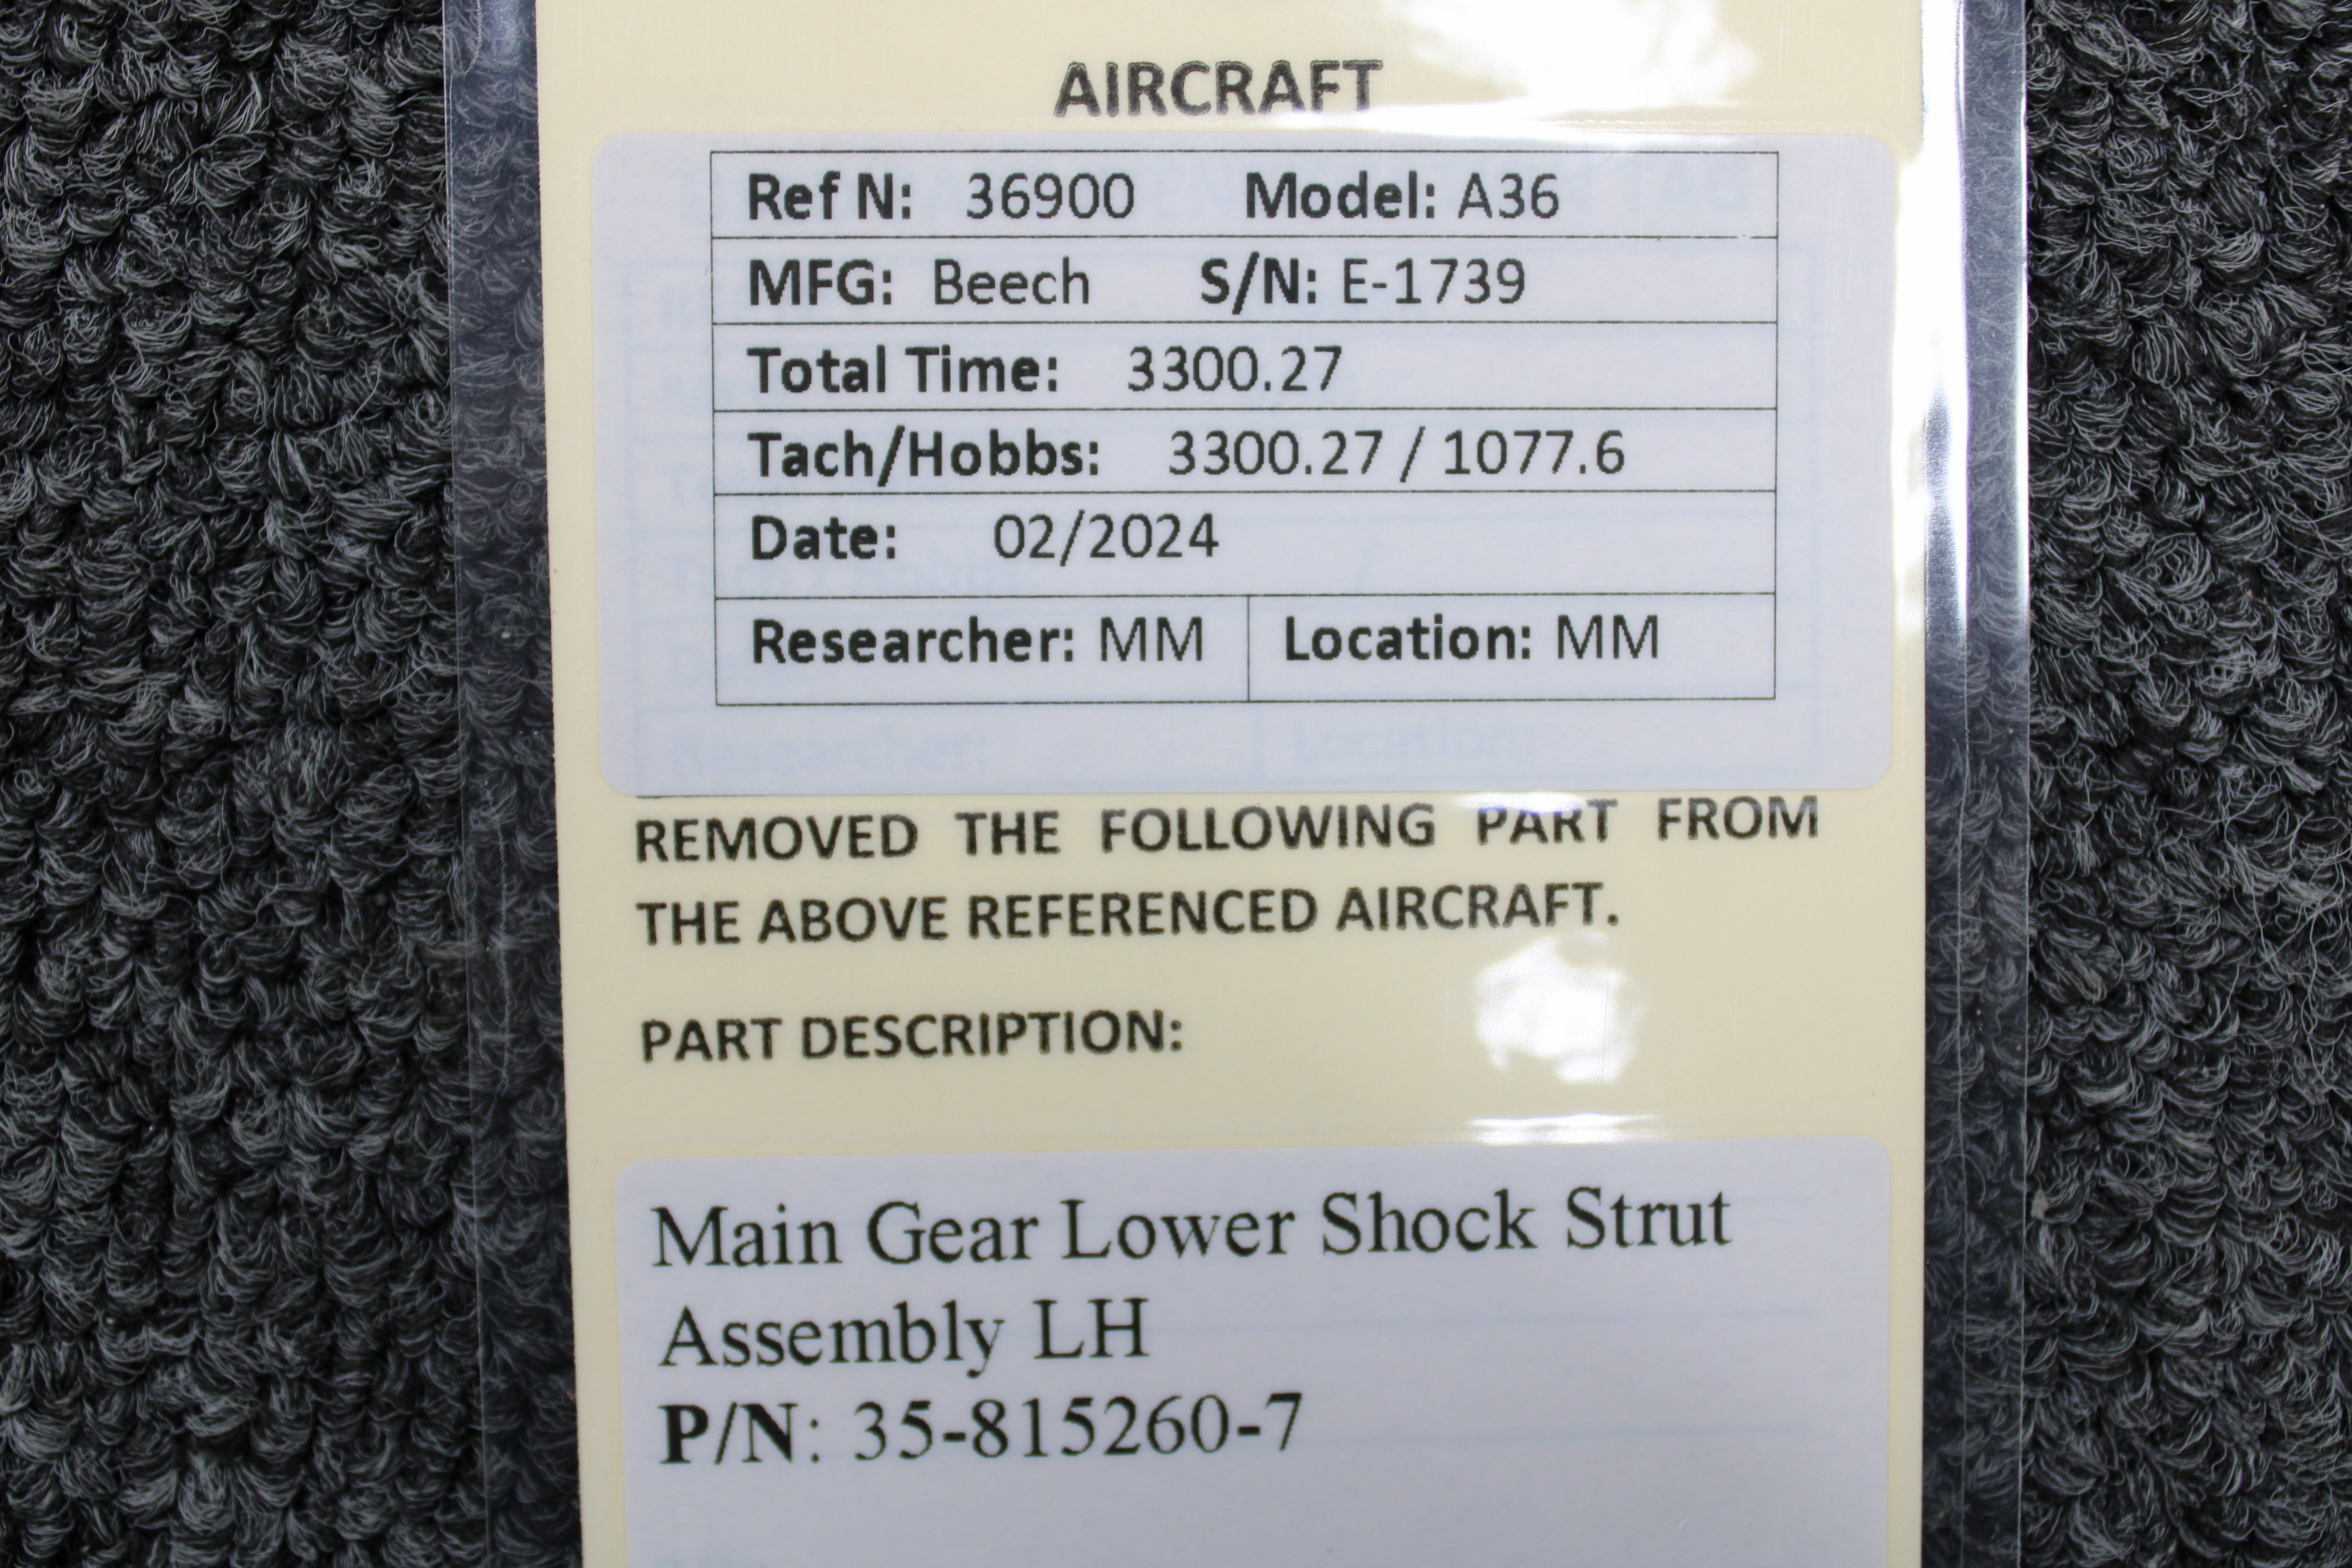 AIRCRAFT
Ref N: 36900 Model: A36
MFG: Beech S/N: E-1739
Total Time: 3300.27
Tach/Hobbs: 3300.27 / 1077.6
Date: 02/2024
Researcher: MM Location: MM
Researcher: Location:
REMOVED THE FOLLOWING PART FROM
THE ABOVE REFERENCED AIRCRAFT.
PART DESCRIPTION:
Main Gear Lower Shock Strut
Assembly LH
P/N: 35-815260-7